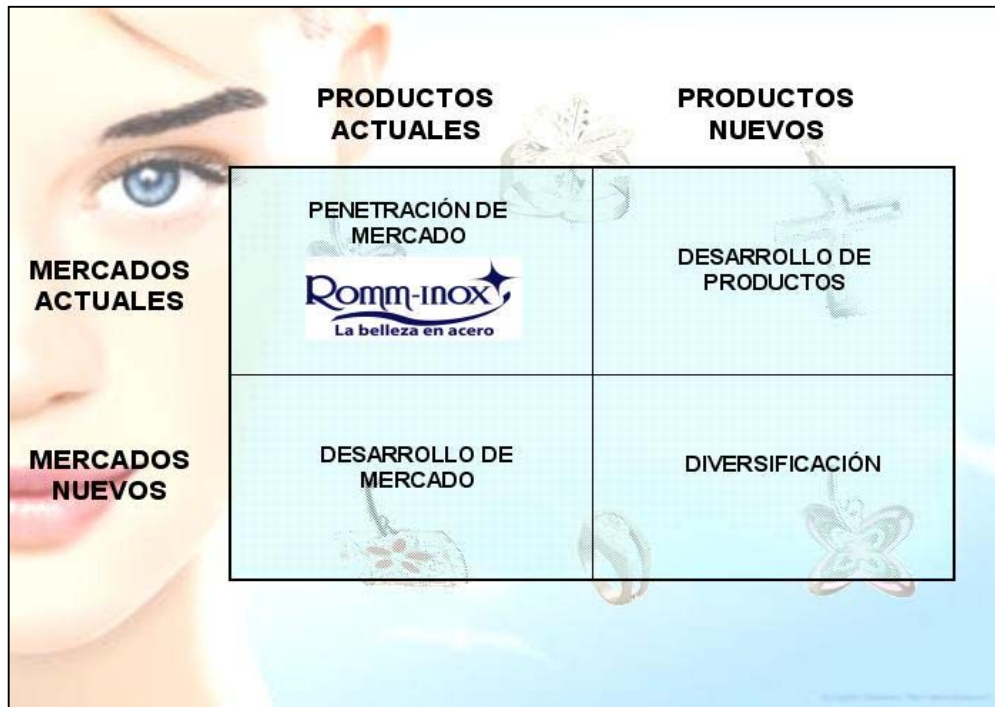 PRODUCTOS
ACTUALES
PRODUCTOS
NUEVOS
MERCADOS
ACTUALES
PENETRACIÓN DE
MERCADO
Romm-inox
La belleza en acero
DESARROLLO DE
PRODUCTOS
MERCADOS
NUEVOS
DESARROLLO DE
MERCADO
DIVERSIFICACIÓN